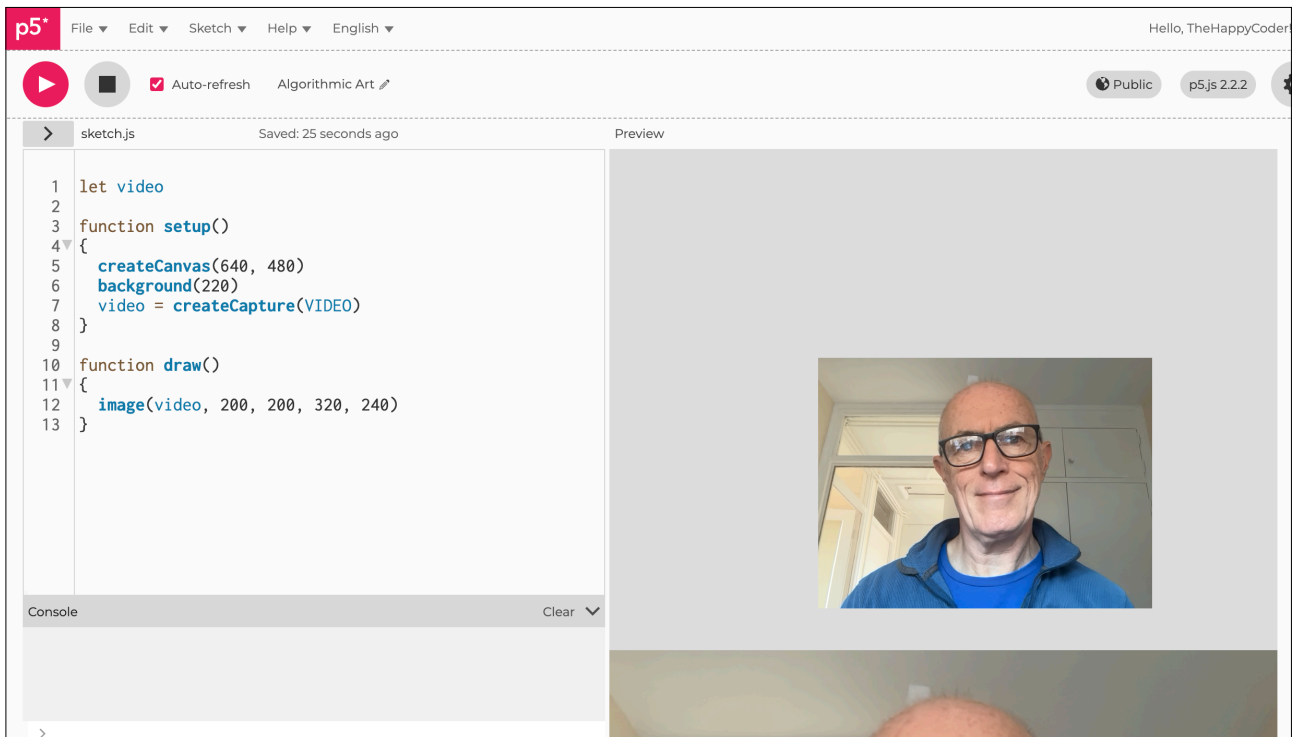 p5* File Edit Sketch Help English Hello, TheHappyCoder!
Auto-refresh Algorithmic Art Public p5.js 2.2.2
> sketch.js Saved: 25 seconds ago Preview
1 let video
2
3 function setup()
4 {
5 createCanvas(640, 480)
6 background(220)
7 video = createCapture(VIDEO)
8 }
9
10 function draw()
11 {
12 image(video, 200, 200, 320, 240)
13 }
Console Clear
>